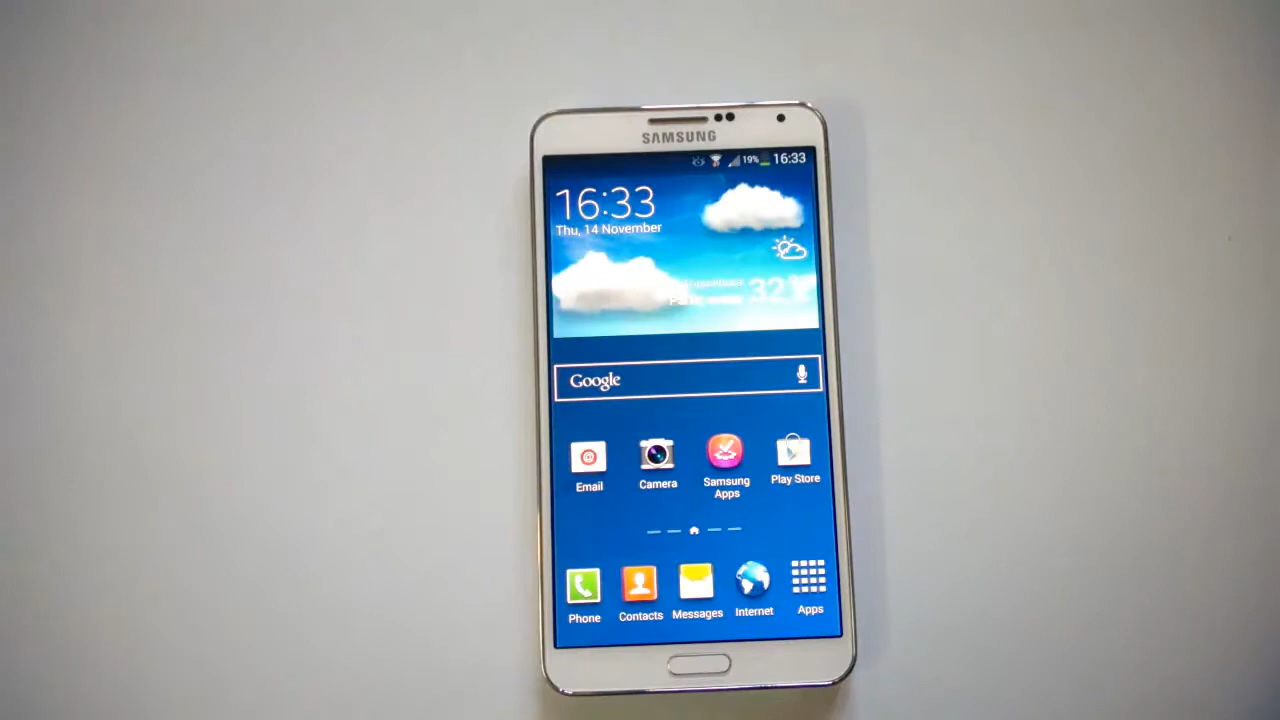 SAMSUNG
19% 16:33
16:33
Thu, 14 November
32°
Google
Email
Camera
Samsung
Apps
Play Store
Phone
Contacts
Messages
Internet
Apps